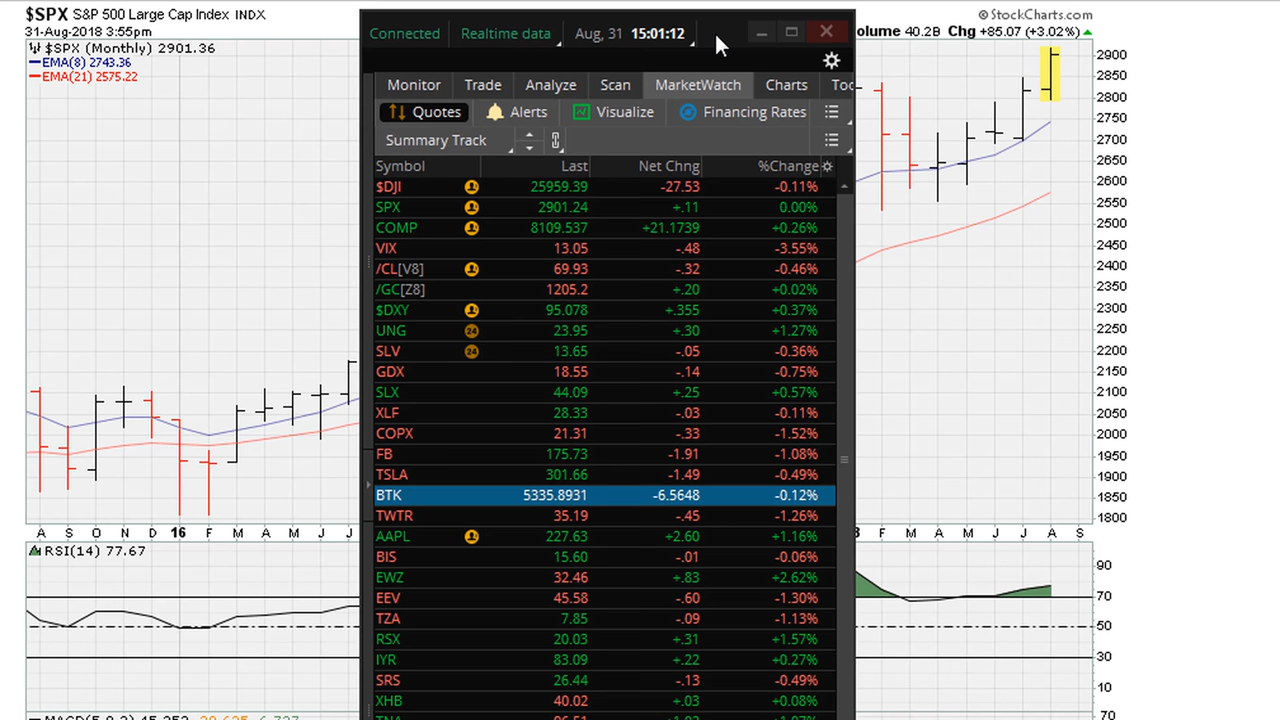 $SPX S&P 500 Large Cap Index INDX
© StockCharts.com
31-Aug-2018 3:55pm
olume 40.2B Chg +85.07 (+3.02%)
$SPX (Monthly) 2901.36
EMA(8) 2743.36
EMA(21) 2575.22
Connected Realtime data Aug, 31 15:01:12
Monitor Trade Analyze Scan MarketWatch Charts Too
Quotes Alerts Visualize Financing Rates
Summary Track
Symbol Last Net Chng %Change
$DJI 25959.39 -27.53 -0.11%
SPX 2901.24 +.11 0.00%
COMP 8109.537 +21.1739 +0.26%
VIX 13.05 -.48 -3.55%
/CL[V8] 69.93 -.32 -0.46%
/GC[Z8] 1205.2 +.20 +0.02%
$DXY 95.078 +.355 +0.37%
UNG 24 23.95 +.30 +1.27%
SLV 24 13.65 -.05 -0.36%
GDX 18.55 -.14 -0.75%
SLX 44.09 +.25 +0.57%
XLF 28.33 -.03 -0.11%
COPX 21.31 -.33 -1.52%
FB 175.73 -1.91 -1.08%
TSLA 301.66 -1.49 -0.49%
BTK 5335.8931 -6.5648 -0.12%
TWTR 35.19 -.45 -1.26%
AAPL 227.63 +2.60 +1.16%
BIS 15.60 -.01 -0.06%
EWZ 32.46 +.83 +2.62%
EEV 45.58 -.60 -1.30%
TZA 7.85 -.09 -1.13%
RSX 20.03 +.31 +1.57%
IYR 83.09 +.22 +0.27%
SRS 26.44 -.13 -0.49%
XHB 40.02 +.03 +0.08%
2900
2850
2800
2750
2700
2650
2600
2550
2500
2450
2400
2350
2300
2250
2200
2150
2100
2050
2000
1950
1900
1850
1800
A S O N D 16 F M A M J J
F M A M J J A S
RSI(14) 77.67
90
70
50
30
10
70